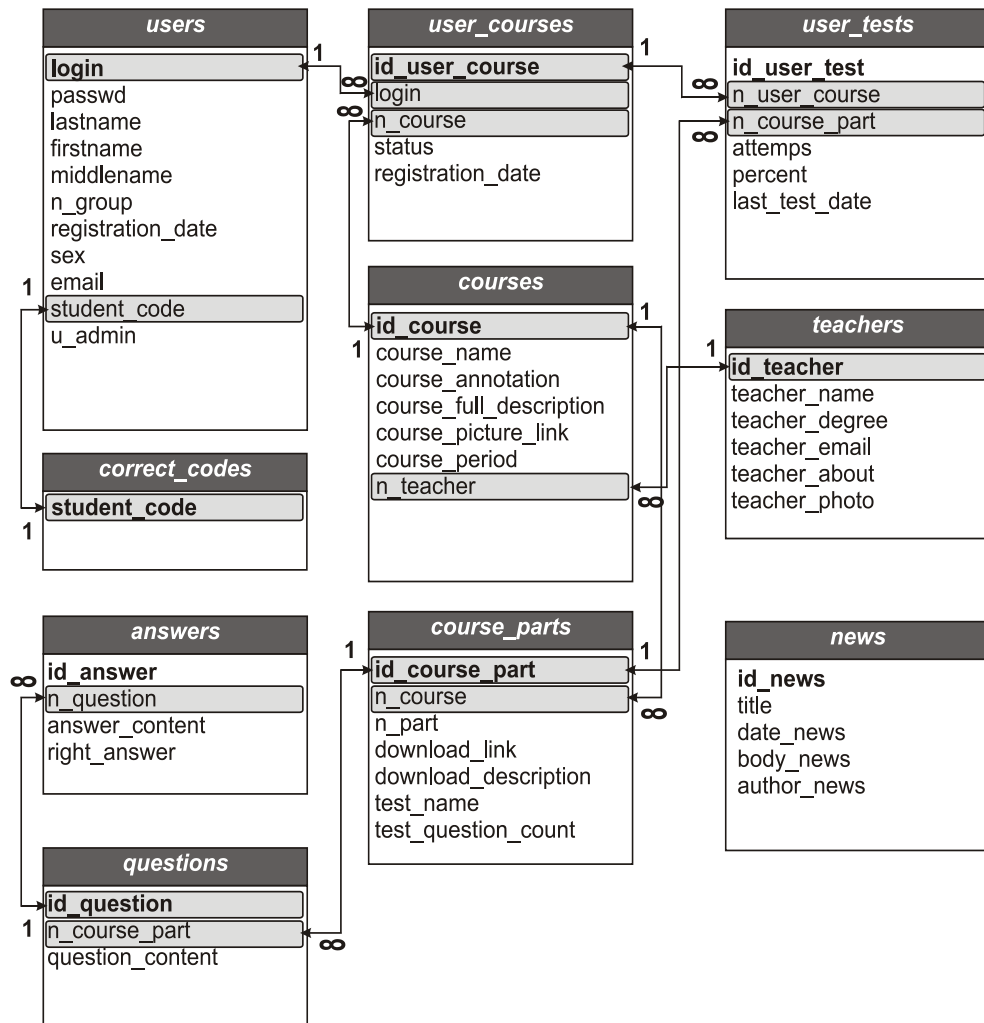 users
1
login
passwd
lastname
firstname
middlename
n_group
registration_date
sex
email
1
student_code
u_admin
user_courses
1
id_user_course
∞
login
∞
n_course
status
registration_date
user_tests
id_user_test
∞
n_user_course
n_course_part
∞
attemps
percent
last_test_date
correct_codes
student_code
1
courses
1
id_course
1
course_name
course_annotation
course_full_description
course_picture_link
course_period
n_teacher
∞
teachers
1
id_teacher
teacher_name
teacher_degree
teacher_email
teacher_about
teacher_photo
answers
id_answer
∞
n_question
answer_content
right_answer
course_parts
1
1
id_course_part
n_course
∞
n_part
download_link
download_description
test_name
test_question_count
news
id_news
title
date_news
body_news
author_news
questions
id_question
1
n_course_part
∞
question_content